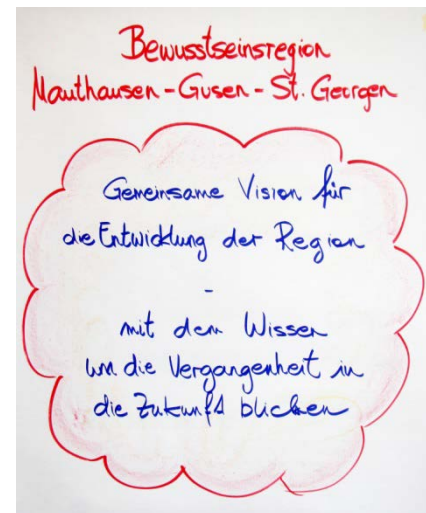 Bewusstseinsregion
Mauthausen - Gusen - St. Georgen
Gemeinsame Vision für
die Entwicklung der Region
-
mit dem Wissen
um die Vergangenheit in
die Zukunft blicken